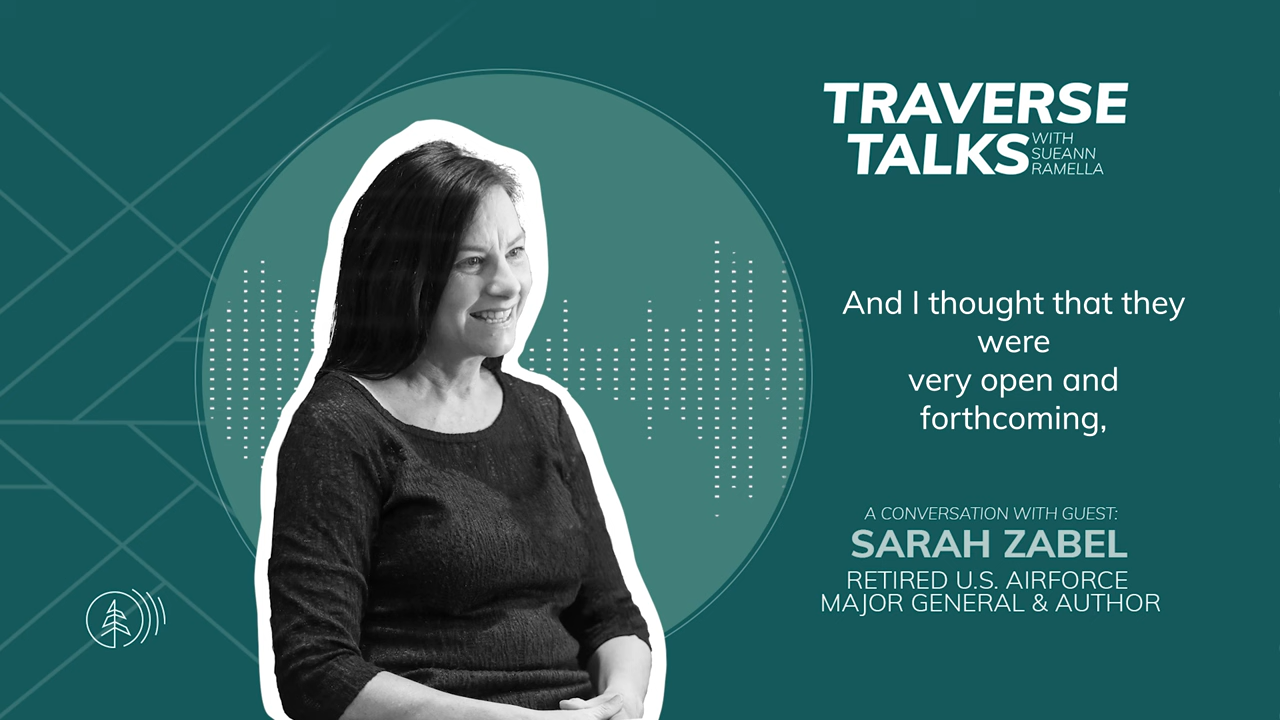 TRAVERSE
TALKS
WITH
SUEANN
RAMELLA
And I thought that they
were
very open and
forthcoming,
A CONVERSATION WITH GUEST:
SARAH ZABEL
RETIRED U.S. AIRFORCE
MAJOR GENERAL & AUTHOR